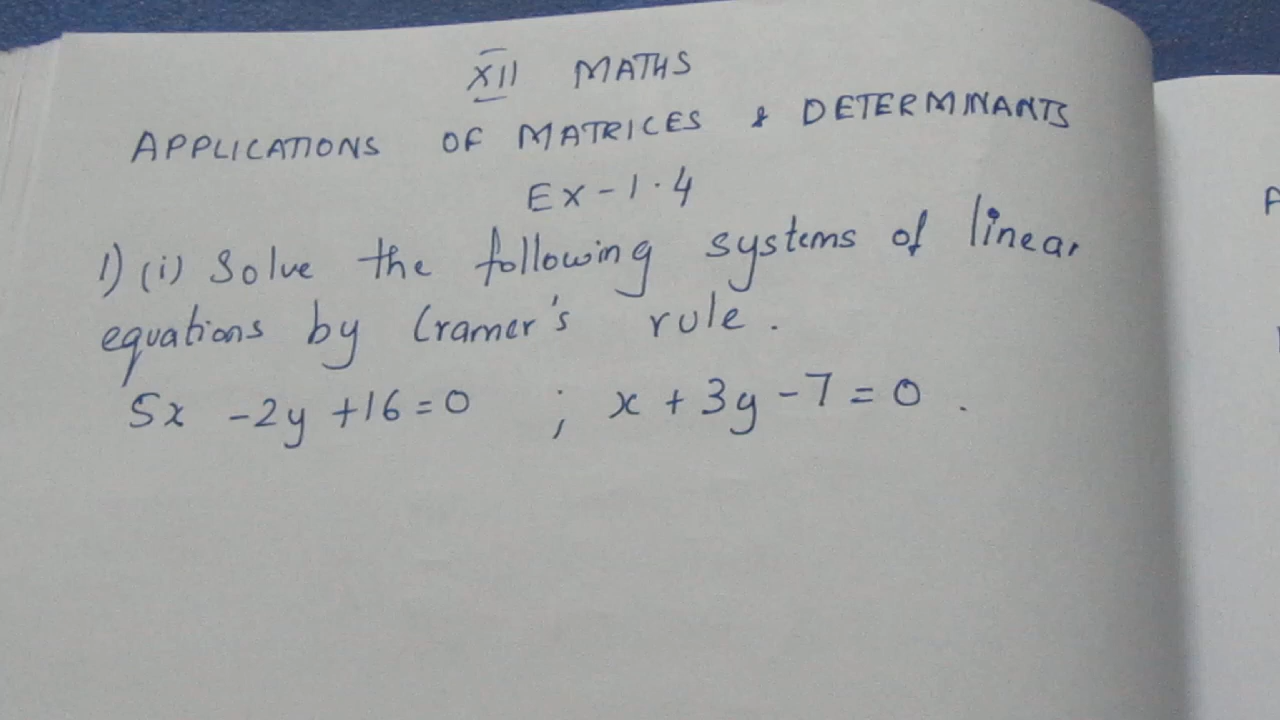 XII MATHS
APPLICATIONS OF MATRICES & DETERMINANTS
Ex-1.4
1) (i) Solve the following systems of linear
equations by Cramer's rule.
5x -2y +16=0 ; x +3y -7=0.